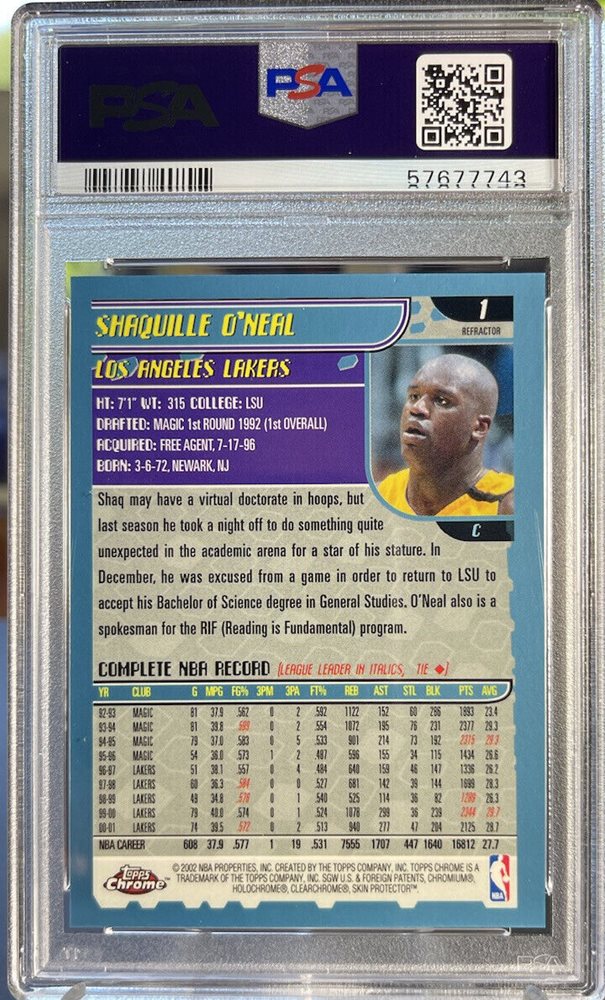 PSA
PSA
57677743
SHAQUILLE O'NEAL
1
REFRACTOR
LOS ANGELES LAKERS
HT: 7'1" WT: 315 COLLEGE: LSU
DRAFTED: MAGIC 1st ROUND 1992 (1st OVERALL)
ACQUIRED: FREE AGENT, 7-17-96
BORN: 3-6-72, NEWARK, NJ
C
Shaq may have a virtual doctorate in hoops, but
last season he took a night off to do something quite
unexpected in the academic arena for a star of his stature. In
December, he was excused from a game in order to return to LSU to
accept his Bachelor of Science degree in General Studies. O'Neal also is a
spokesman for the RIF (Reading is Fundamental) program.
COMPLETE NBA RECORD (LEAGUE LEADER IN ITALICS, TIE ◆)
YR CLUB G MPG FG% 3PM 3PA FT% REB AST STL BLK PTS AVG
92-93 MAGIC 81 37.9 .562 0 2 .592 1122 152 60 286 1893 23.4
93-94 MAGIC 81 39.8 .599 0 2 .554 1072 195 76 231 2377 29.3
94-95 MAGIC 79 37.0 .583 0 5 .533 901 214 73 192 2315 29.3
95-96 MAGIC 54 36.0 .573 1 2 .487 596 155 34 115 1434 26.6
96-97 LAKERS 51 38.1 .557 0 4 .484 640 159 46 147 1336 26.2
97-98 LAKERS 60 36.3 .584 0 0 .527 681 142 39 144 1699 28.3
98-99 LAKERS 49 34.8 .576 0 1 .540 525 114 36 82 1289 26.3
99-00 LAKERS 79 40.0 .574 0 1 .524 1078 299 36 239 2344 29.7
00-01 LAKERS 74 39.5 .572 0 2 .513 940 277 47 204 2125 28.7
NBA CAREER 608 37.9 .577 1 19 .531 7555 1707 447 1640 16812 27.7
Topps Chrome™
© 2002 NBA PROPERTIES, INC. CREATED BY THE TOPPS COMPANY, INC. TOPPS CHROME IS A
TRADEMARK OF THE TOPPS COMPANY, INC. SGW U.S. & FOREIGN PATENTS, CHROMIUM®,
HOLOCHROME®, CLEARCHROME®, SKIN PROTECTOR™.
NBA
PSA